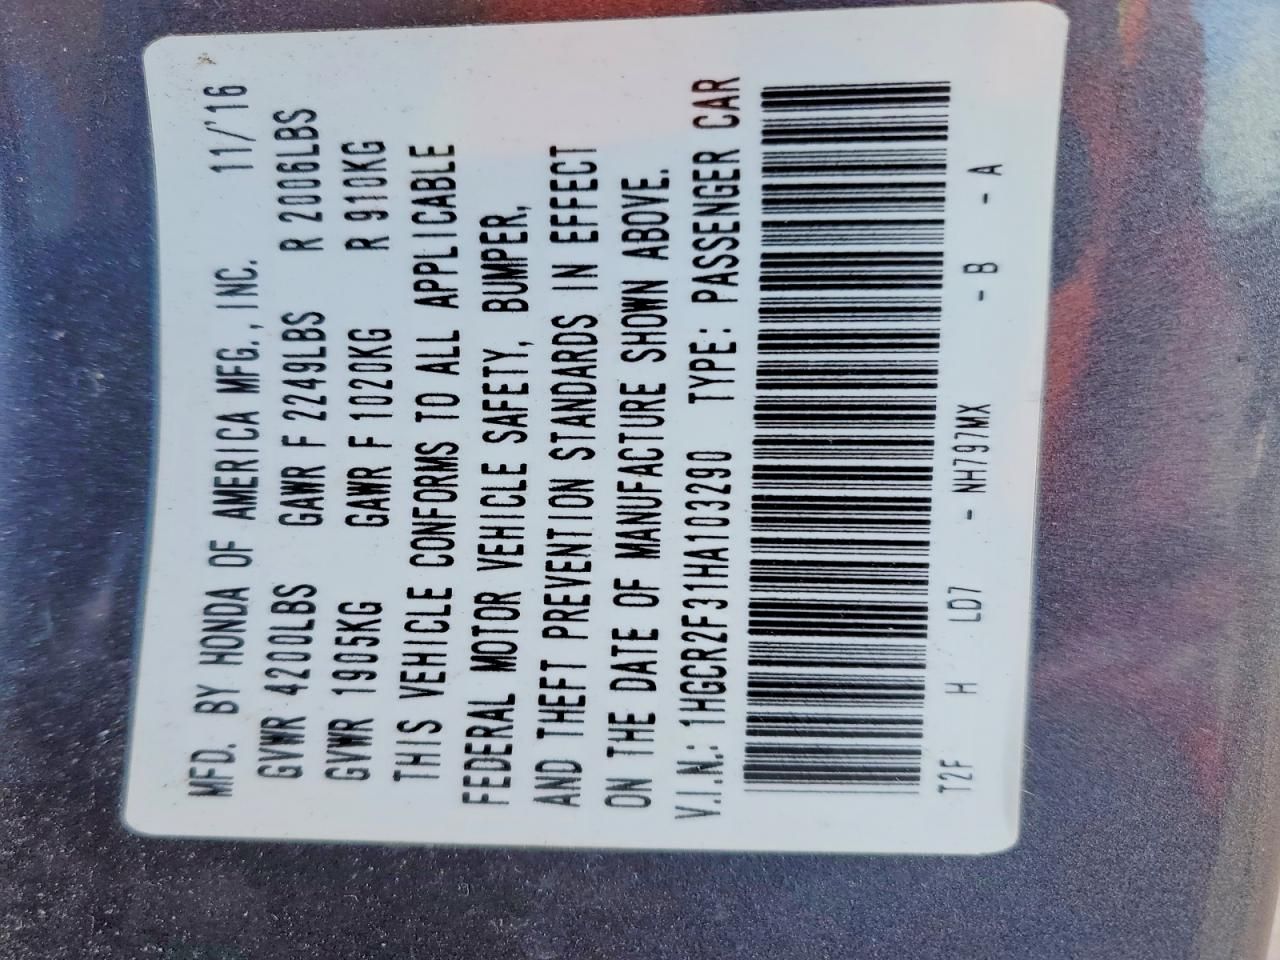 MFD. BY HONDA OF AMERICA MFG., INC. 11/'16
GVWR 4200LBS GAWR F 2249LBS R 2006LBS
GVWR 1905KG GAWR F 1020KG R 910KG
THIS VEHICLE CONFORMS TO ALL APPLICABLE
FEDERAL MOTOR VEHICLE SAFETY, BUMPER,
AND THEFT PREVENTION STANDARDS IN EFFECT
ON THE DATE OF MANUFACTURE SHOWN ABOVE.
V.I.N.: 1HGCR2F31HA103290 TYPE: PASSENGER CAR
T2F H LD7 - NH797MX - B - A